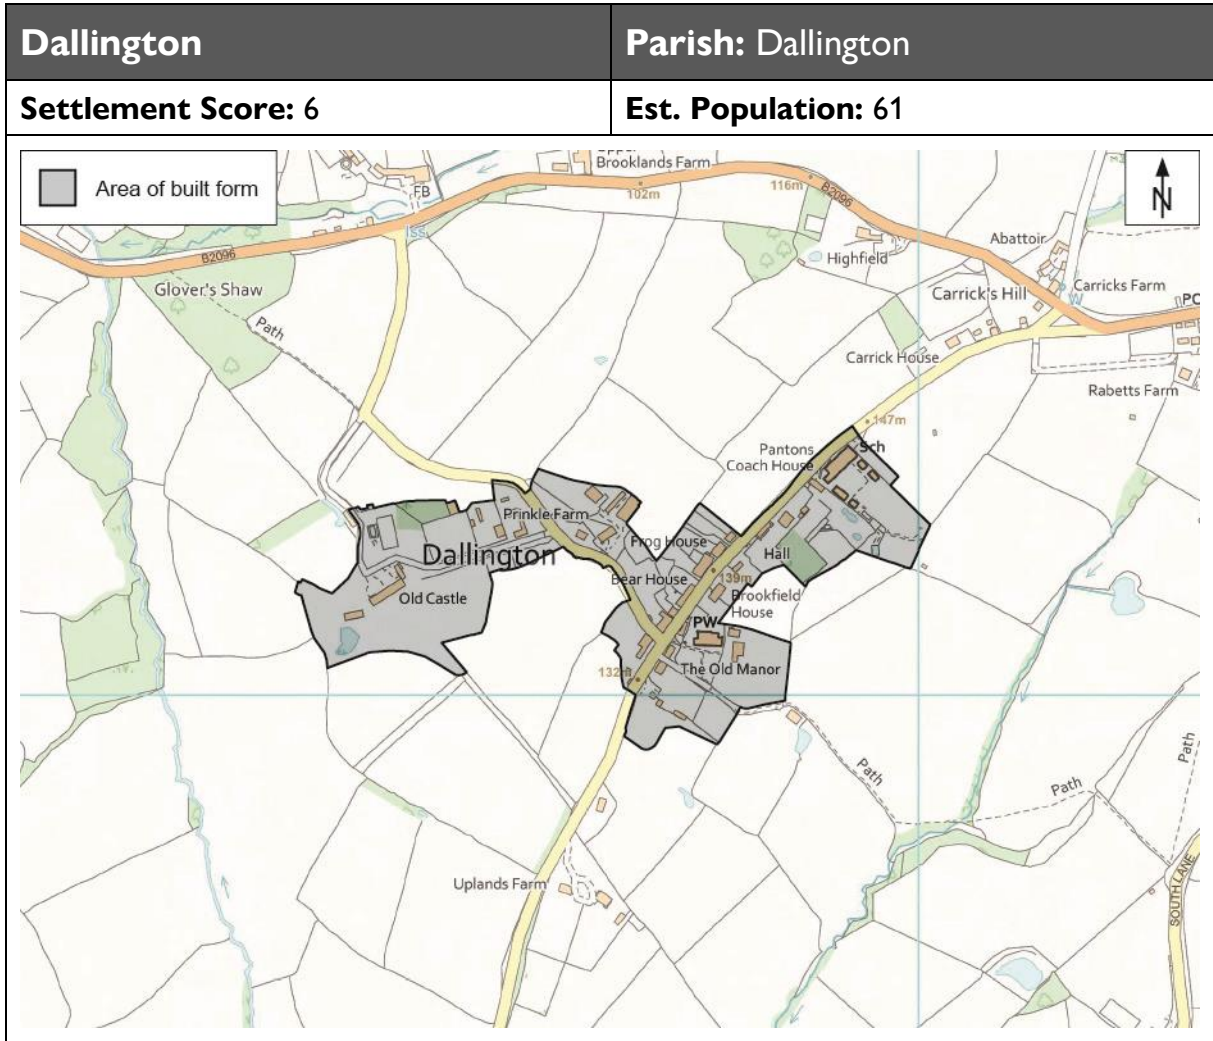 Dallington
Parish: Dallington
Settlement Score: 6
Est. Population: 61
Area of built form
N
Brooklands Farm
FB
102m
116m
B2096
Iss
Abattoir
Highfield
B2096
Glover's Shaw
Carrick's Hill
Carricks Farm
W
Path
Carrick House
Rabetts Farm
147m
Pantons
Coach House
Sch
Prinkle Farm
Frog House
Hall
Dallington
Bear House
139m
Old Castle
Brookfield
House
PW
The Old Manor
132m
Path
Path
Path
Uplands Farm
SOUTH LANE